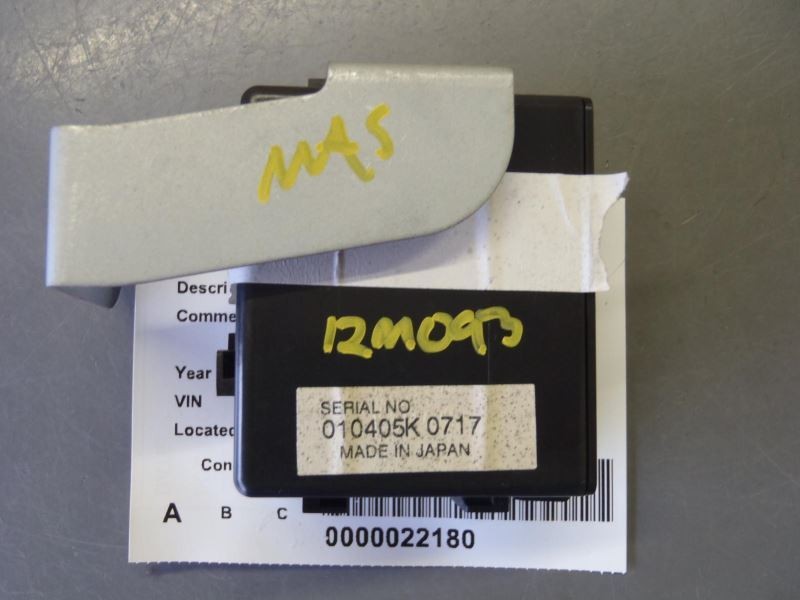 MAS
Descri
Comme
12M093
Year
VIN
SERIAL NO
010405K 0717
MADE IN JAPAN
Located
Con
A B C
0000022180